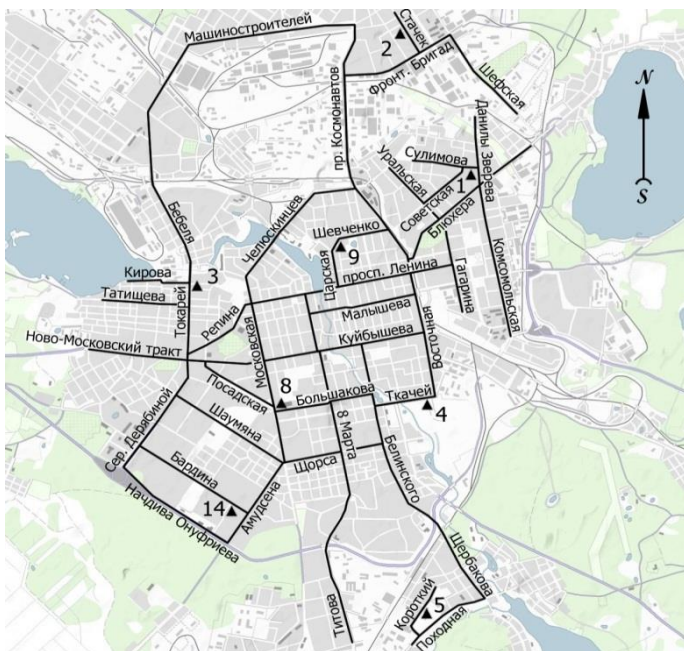 Машиностроителей
Стачек
2
Фронт. Бригад
Шефская
пр. Космонавтов
N
S
Данилы Зверева
Сулимова
Уральская
1
Советская
Блюхера
Бебеля
Челюскинцев
Шевченко
9
Царская
просп. Ленина
Гагарина
Комсомольская
Кирова
3
Татищева
Токарей
Репина
Малышева
Куйбышева
Восточная
Московская
Ново-Московский тракт
Посадская
8
Большакова
Ткачей
4
Шаумяна
8 Марта
Белинского
Сер. Дерябиной
Щорса
Бардина
14
Амудсена
Начдива Онуфриева
Щербакова
Титова
Короткий
5
Походная